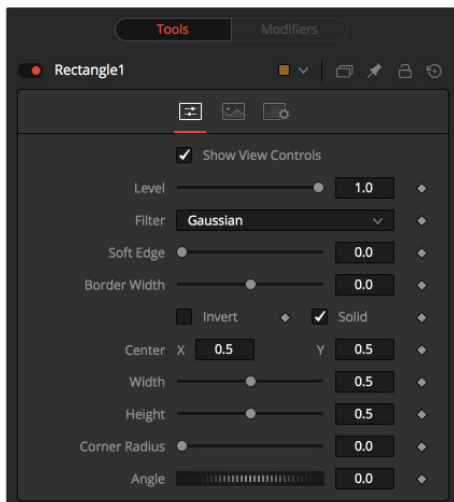 Tools Modifiers
Rectangle1
Show View Controls
Level 1.0
Filter Gaussian
Soft Edge 0.0
Border Width 0.0
Invert Solid
Center X 0.5 Y 0.5
Width 0.5
Height 0.5
Corner Radius 0.0
Angle 0.0